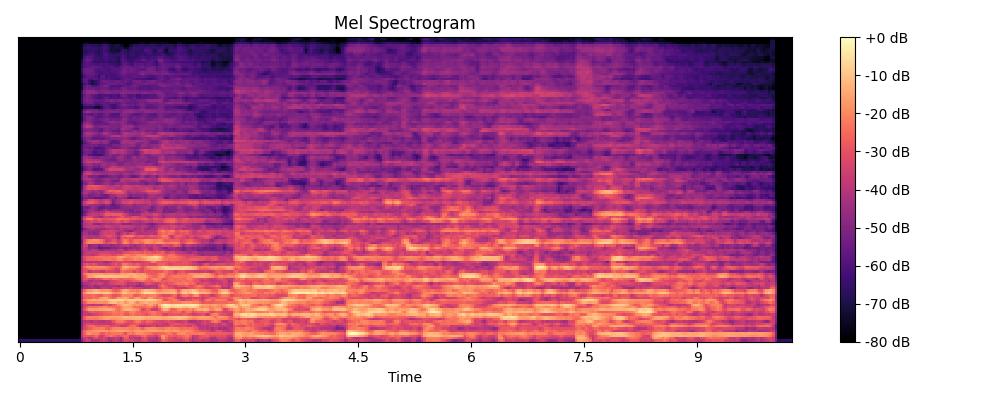 Mel Spectrogram
+0 dB
-10 dB
-20 dB
-30 dB
-40 dB
-50 dB
-60 dB
-70 dB
-80 dB
0 1.5 3 4.5 6 7.5 9
Time